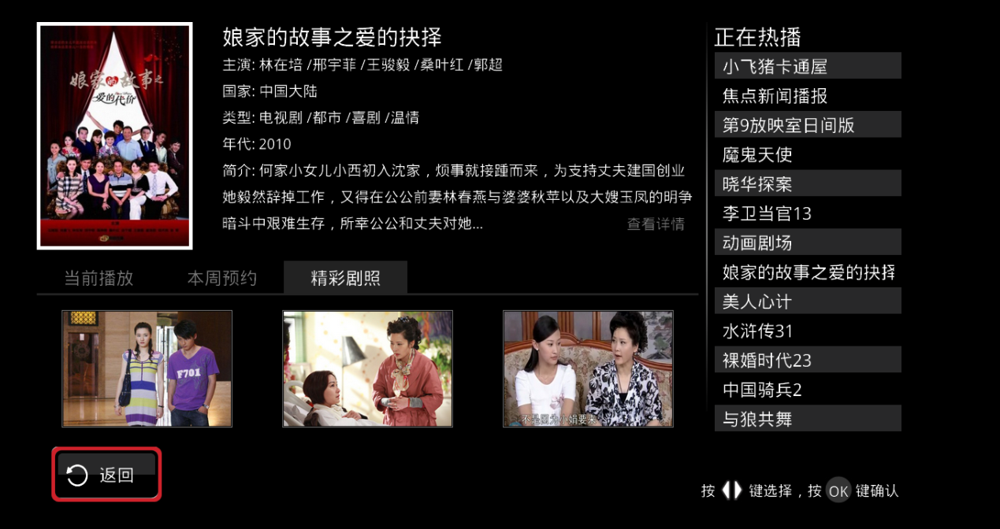 娘家的故事之
爱的代价
娘家的故事之爱的抉择
主演: 林在培 /邢宇菲 /王骏毅 /桑叶红 /郭超
国家: 中国大陆
类型: 电视剧 /都市 /喜剧 /温情
年代: 2010
简介: 何家小女儿小西初入沈家，烦事就接踵而来，为支持丈夫建国创业
她毅然辞掉工作，又得在公公前妻林春燕与婆婆秋苹以及大嫂玉凤的明争
暗斗中艰难生存，所幸公公和丈夫对她...
查看详情
当前播放
本周预约
精彩剧照
F701
不是因为小娟要来
返回
正在热播
小飞猪卡通屋
焦点新闻播报
第9放映室日间版
魔鬼天使
晓华探案
李卫当官13
动画剧场
娘家的故事之爱的抉择
美人心计
水浒传31
裸婚时代23
中国骑兵2
与狼共舞
按 键选择，按 OK 键确认